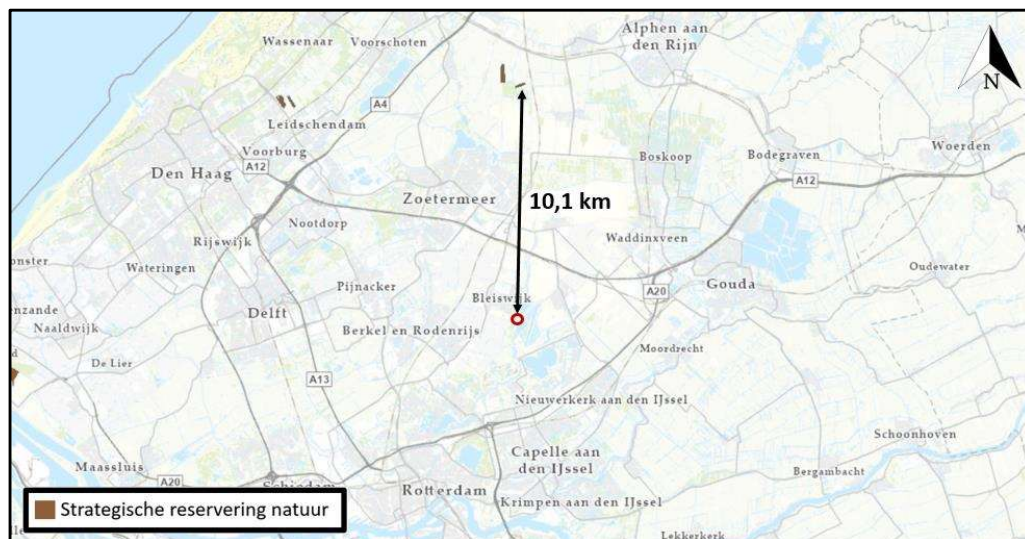 Wassenaar
Voorschoten
Alphen aan
den Rijn
N
A4
Leidschendam
Voorburg
A12
Den Haag
Boskoop
Bodegraven
Woerden
A12
Zoetermeer
10,1 km
Nootdorp
Rijswijk
Waddinxveen
Wateringen
Oudewater
Pijnacker
Bleiswijk
A20
Gouda
Naaldwijk
Delft
Berkel en Rodenrijs
De Lier
Moordrecht
A13
Nieuwerkerk aan den IJssel
Schoonhoven
Capelle aan
den IJssel
Maassluis
A20
Bergambacht
Schiedam
Rotterdam
Krimpen aan den IJssel
Strategische reservering natuur
Lekkerkerk